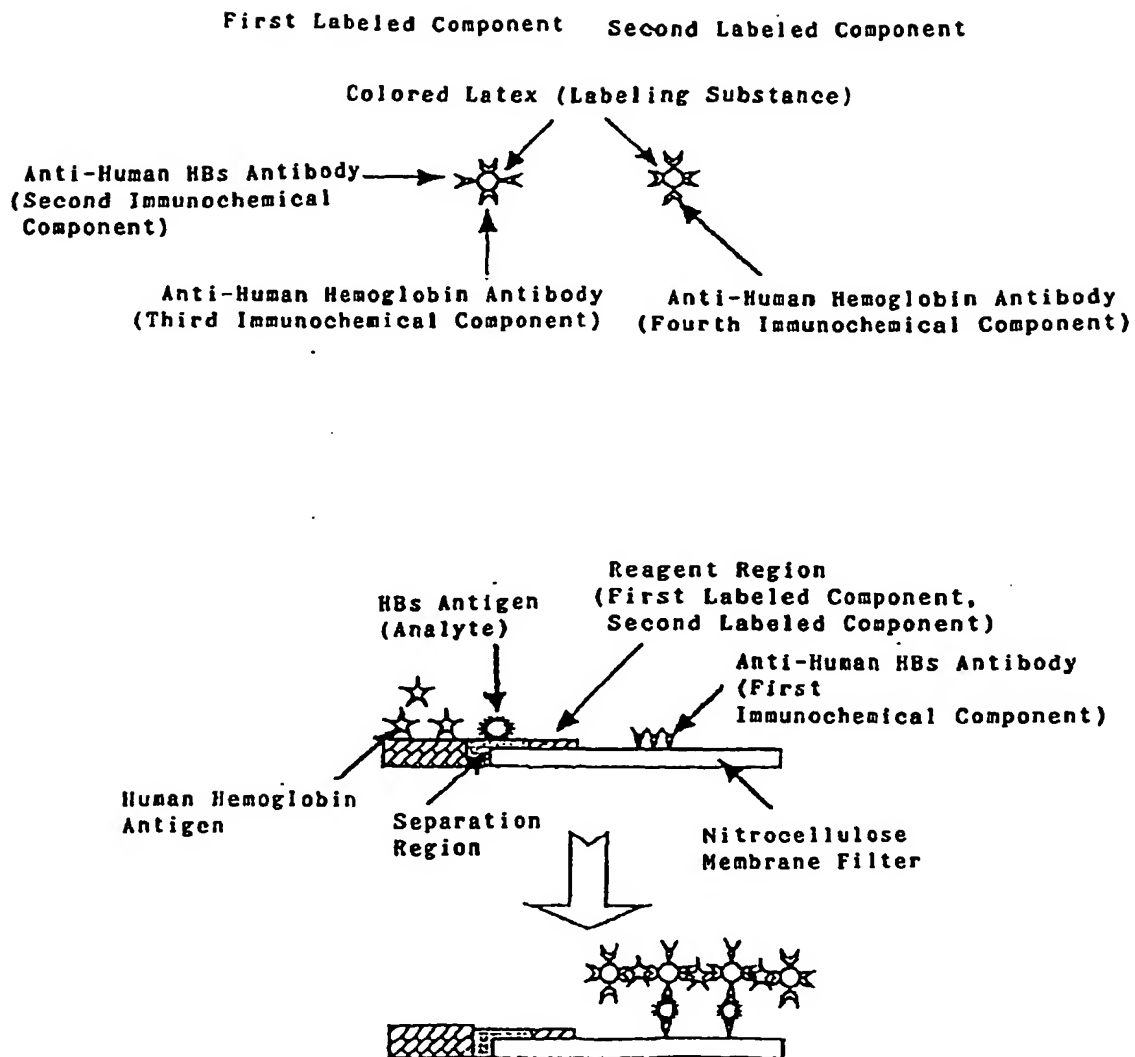 First Labeled Component Second Labeled Component
Colored Latex (Labeling Substance)
Anti-Human HBs Antibody
(Second Immunochemical
Component)
Anti-Human Hemoglobin Antibody
(Third Immunochemical Component)
Anti-Human Hemoglobin Antibody
(Fourth Immunochemical Component)
HBs Antigen
(Analyte)
Reagent Region
(First Labeled Component,
Second Labeled Component)
Anti-Human HBs Antibody
(First
Immunochemical Component)
Human Hemoglobin
Antigen
Separation
Region
Nitrocellulose
Membrane Filter